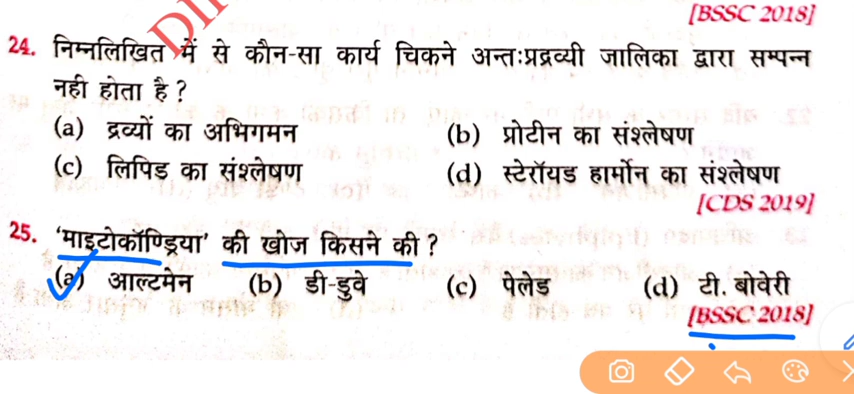 [BSSC 2018]
24. निम्नलिखित में से कौन-सा कार्य चिकने अन्तःप्रद्रव्यी जालिका द्वारा सम्पन्न
नही होता है ?
(a) द्रव्यों का अभिगमन (b) प्रोटीन का संश्लेषण
(c) लिपिड का संश्लेषण (d) स्टेरॉयड हार्मोन का संश्लेषण
[CDS 2019]
25. 'माइटोकॉण्ड्रिया' की खोज किसने की ?
(a) आल्टमेन (b) डी-डुवे (c) पेलेड (d) टी. बोवेरी
[BSSC 2018]